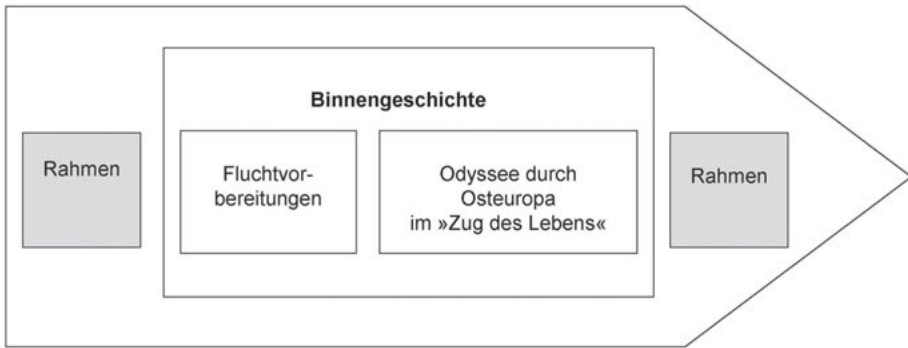 Binnengeschichte
Rahmen
Fluchtvor-
bereitungen
Odyssee durch
Osteuropa
im »Zug des Lebens«
Rahmen